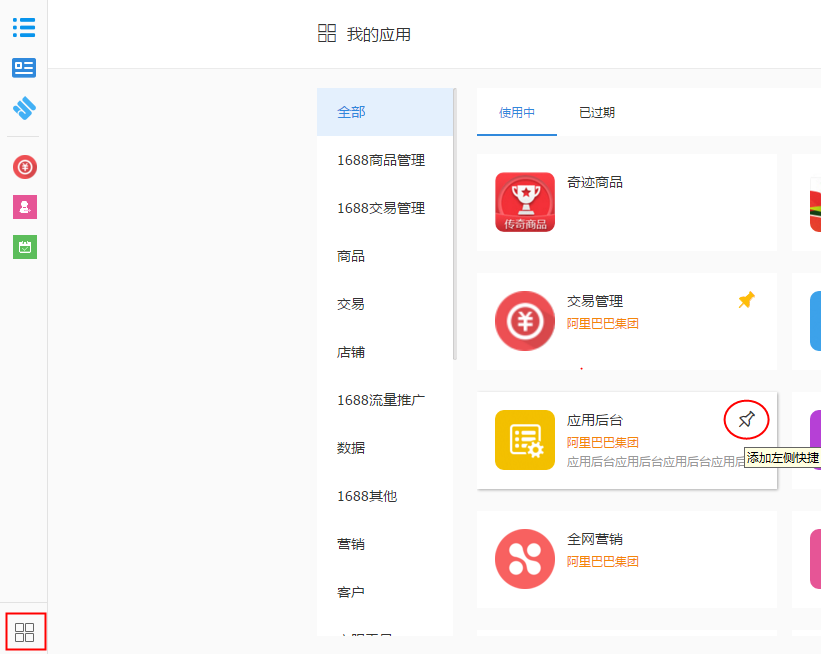 我的应用
全部
1688商品管理
1688交易管理
商品
交易
店铺
1688流量推广
数据
1688其他
营销
客户
使用中
已过期
传奇商品
奇迹商品
交易管理
阿里巴巴集团
应用后台
阿里巴巴集团
应用后台应用后台应用后台应用后
添加左侧快捷
全网营销
阿里巴巴集团